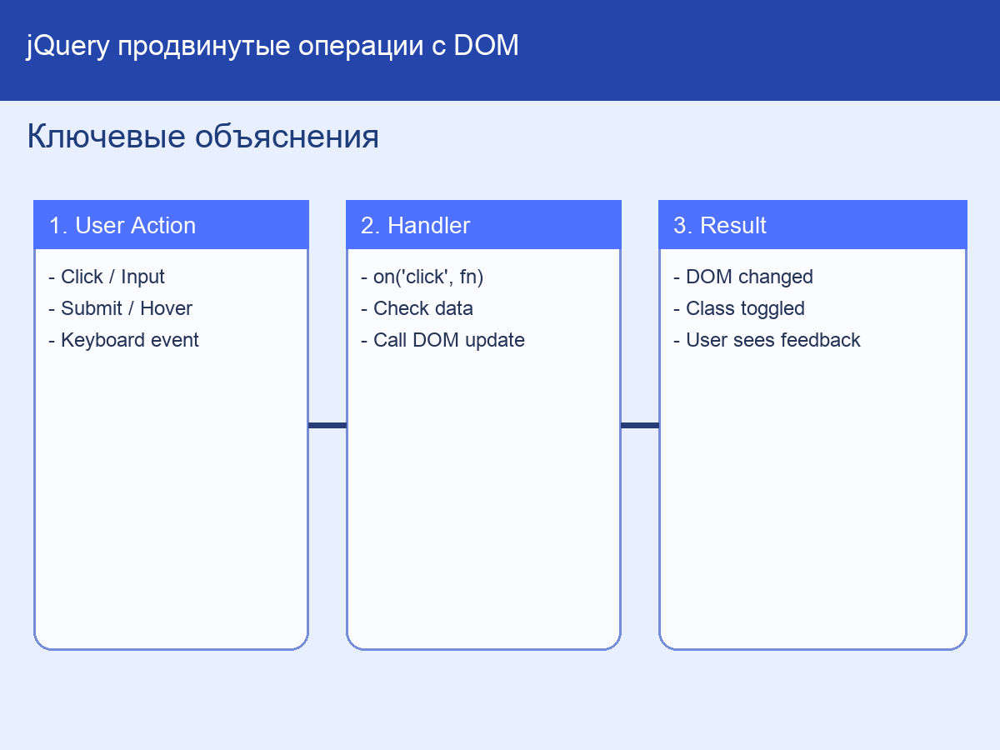 jQuery продвинутые операции с DOM
Ключевые объяснения
1. User Action
- Click / Input
- Submit / Hover
- Keyboard event
2. Handler
- on('click', fn)
- Check data
- Call DOM update
3. Result
- DOM changed
- Class toggled
- User sees feedback